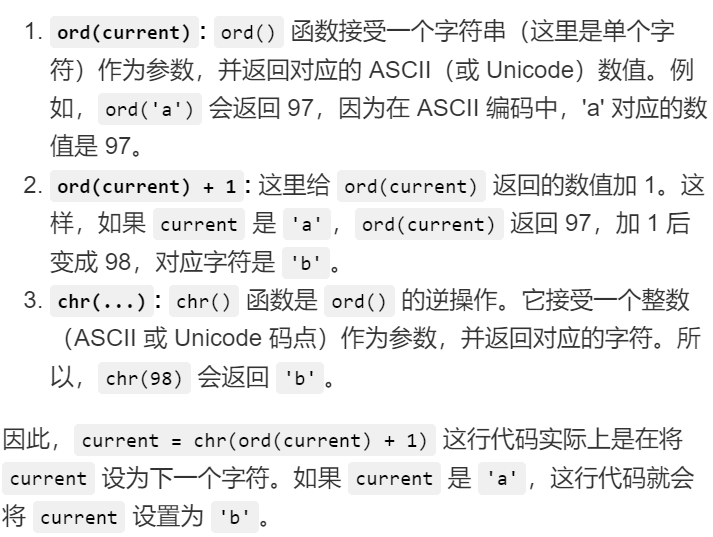 1. ord(current)：ord() 函数接受一个字符串（这里是单个字
符）作为参数，并返回对应的 ASCII（或 Unicode）数值。例
如，ord('a') 会返回 97，因为在 ASCII 编码中，'a' 对应的数
值是 97。
2. ord(current) + 1：这里给 ord(current) 返回的数值加 1。这
样，如果 current 是 'a'，ord(current) 返回 97，加 1 后
变成 98，对应字符是 'b'。
3. chr(...)：chr() 函数是 ord() 的逆操作。它接受一个整数
（ASCII 或 Unicode 码点）作为参数，并返回对应的字符。所
以，chr(98) 会返回 'b'。
因此，current = chr(ord(current) + 1) 这行代码实际上是在将
current 设为下一个字符。如果 current 是 'a'，这行代码就会
将 current 设置为 'b'。